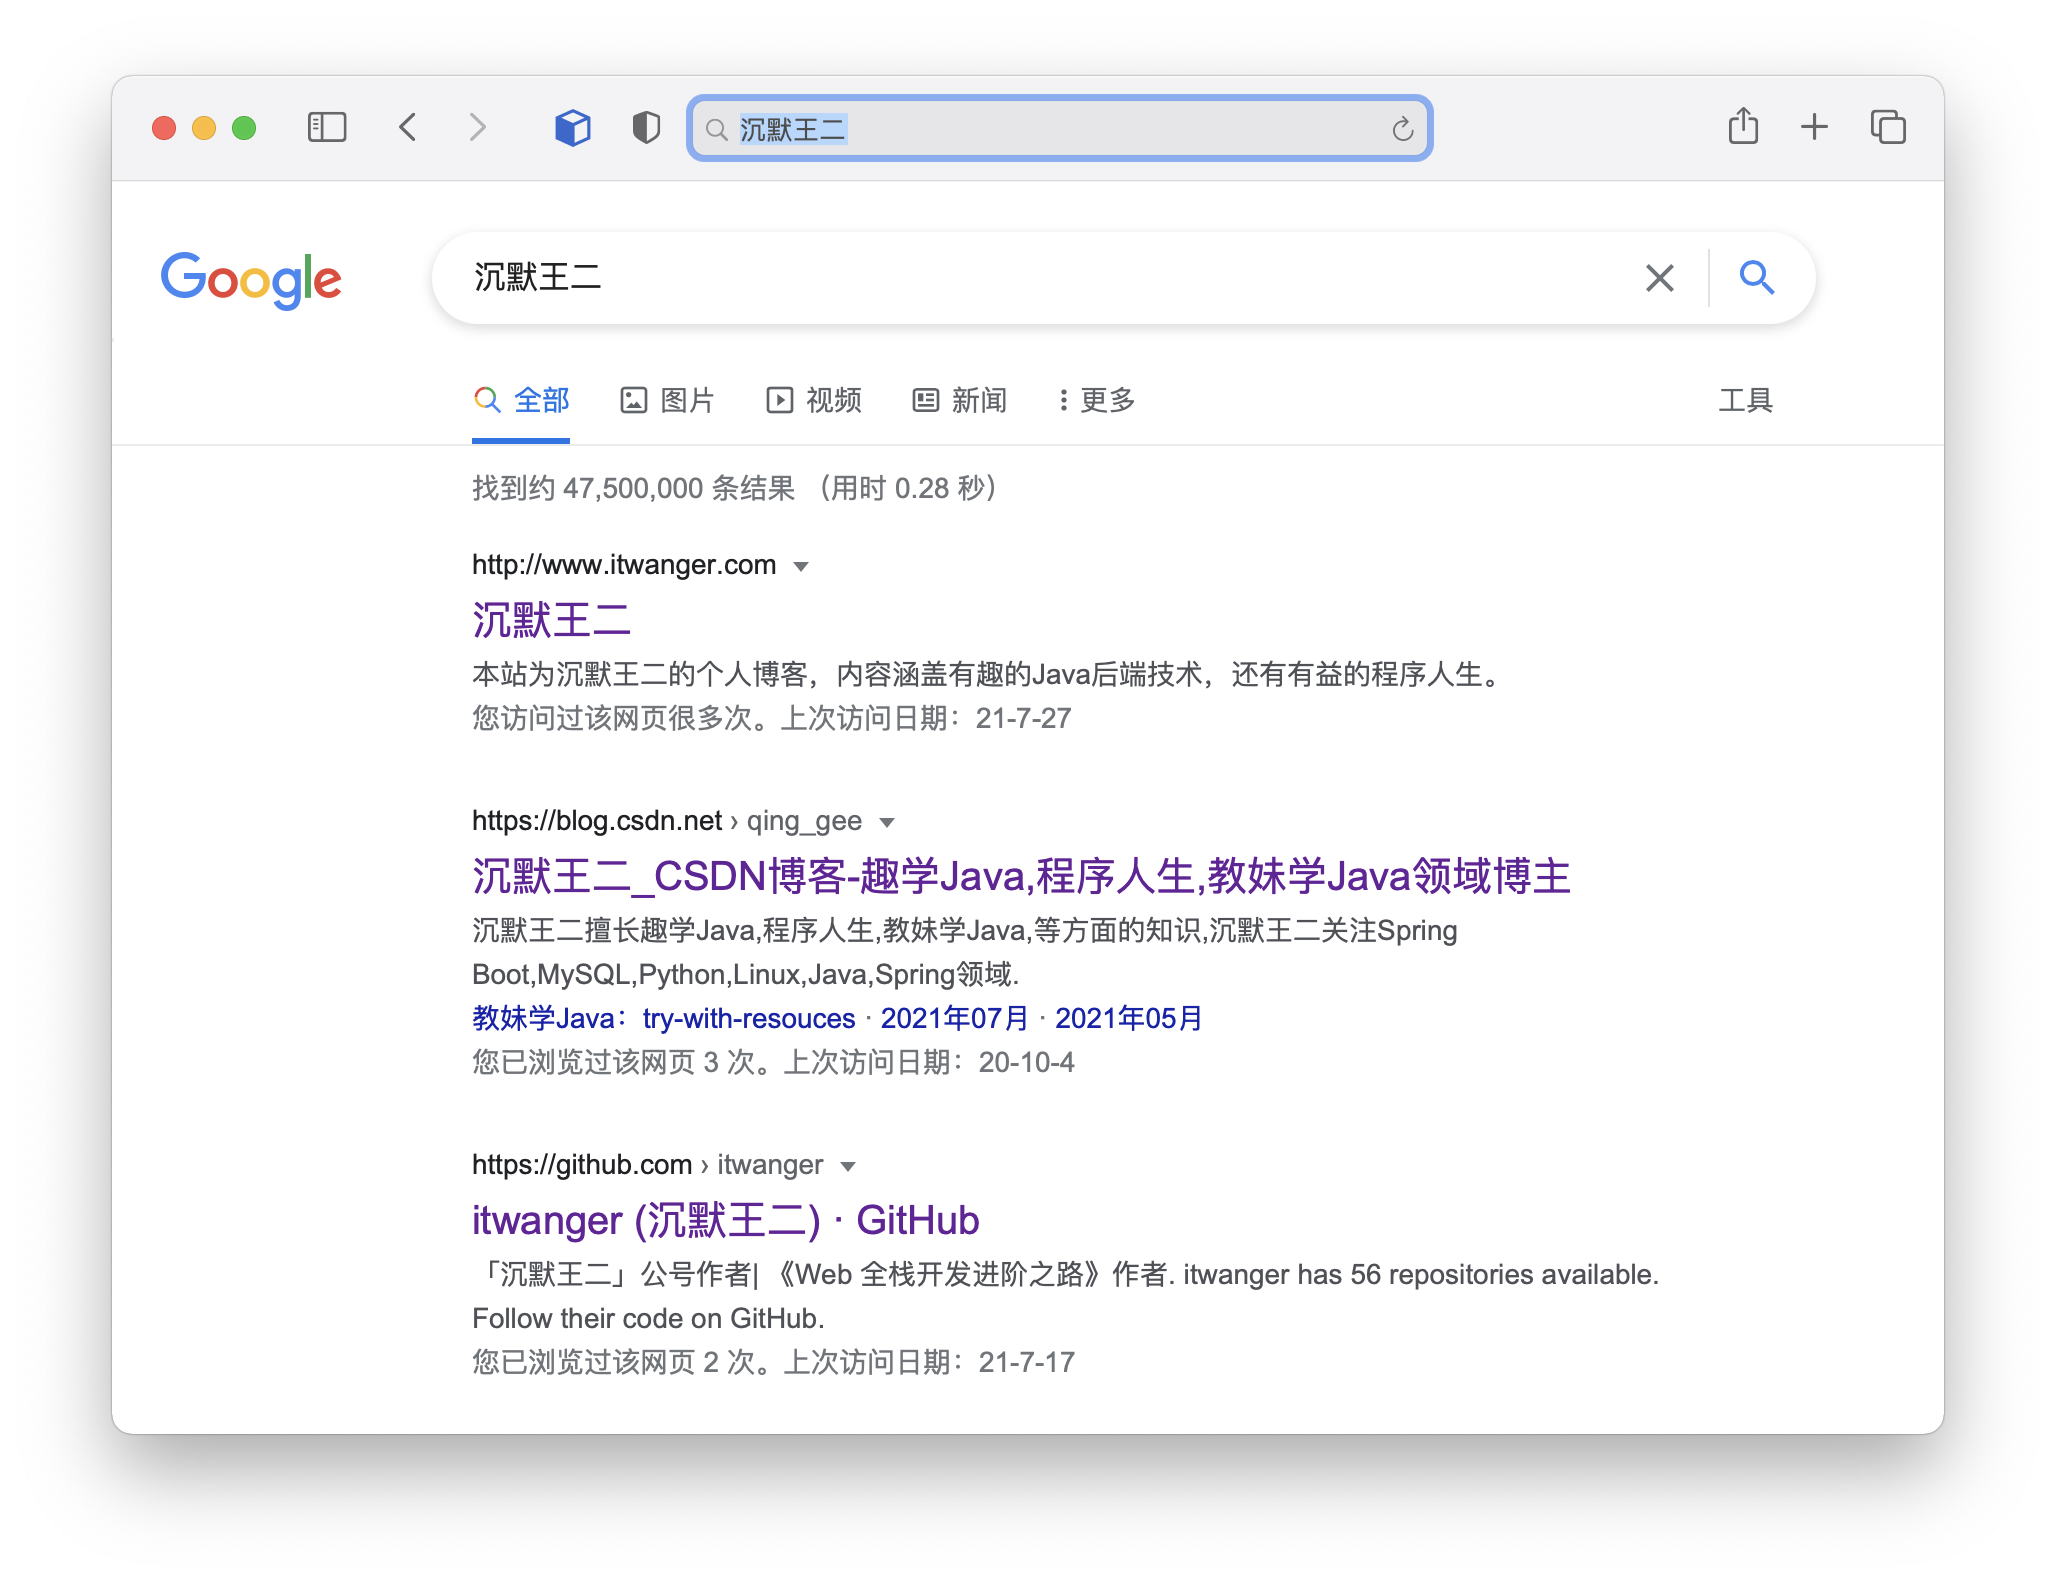 沉默王二
Google
沉默王二
全部 图片 视频 新闻 更多 工具
找到约 47,500,000 条结果 （用时 0.28 秒）
http://www.itwanger.com
沉默王二
本站为沉默王二的个人博客，内容涵盖有趣的Java后端技术，还有有益的程序人生。
您访问过该网页很多次。上次访问日期：21-7-27
https://blog.csdn.net › qing_gee
沉默王二_CSDN博客-趣学Java,程序人生,教妹学Java领域博主
沉默王二擅长趣学Java,程序人生,教妹学Java,等方面的知识,沉默王二关注Spring
Boot,MySQL,Python,Linux,Java,Spring领域.
教妹学Java：try-with-resouces · 2021年07月 · 2021年05月
您已浏览过该网页 3 次。上次访问日期：20-10-4
https://github.com › itwanger
itwanger (沉默王二) · GitHub
「沉默王二」公号作者| 《Web 全栈开发进阶之路》作者. itwanger has 56 repositories available.
Follow their code on GitHub.
您已浏览过该网页 2 次。上次访问日期：21-7-17